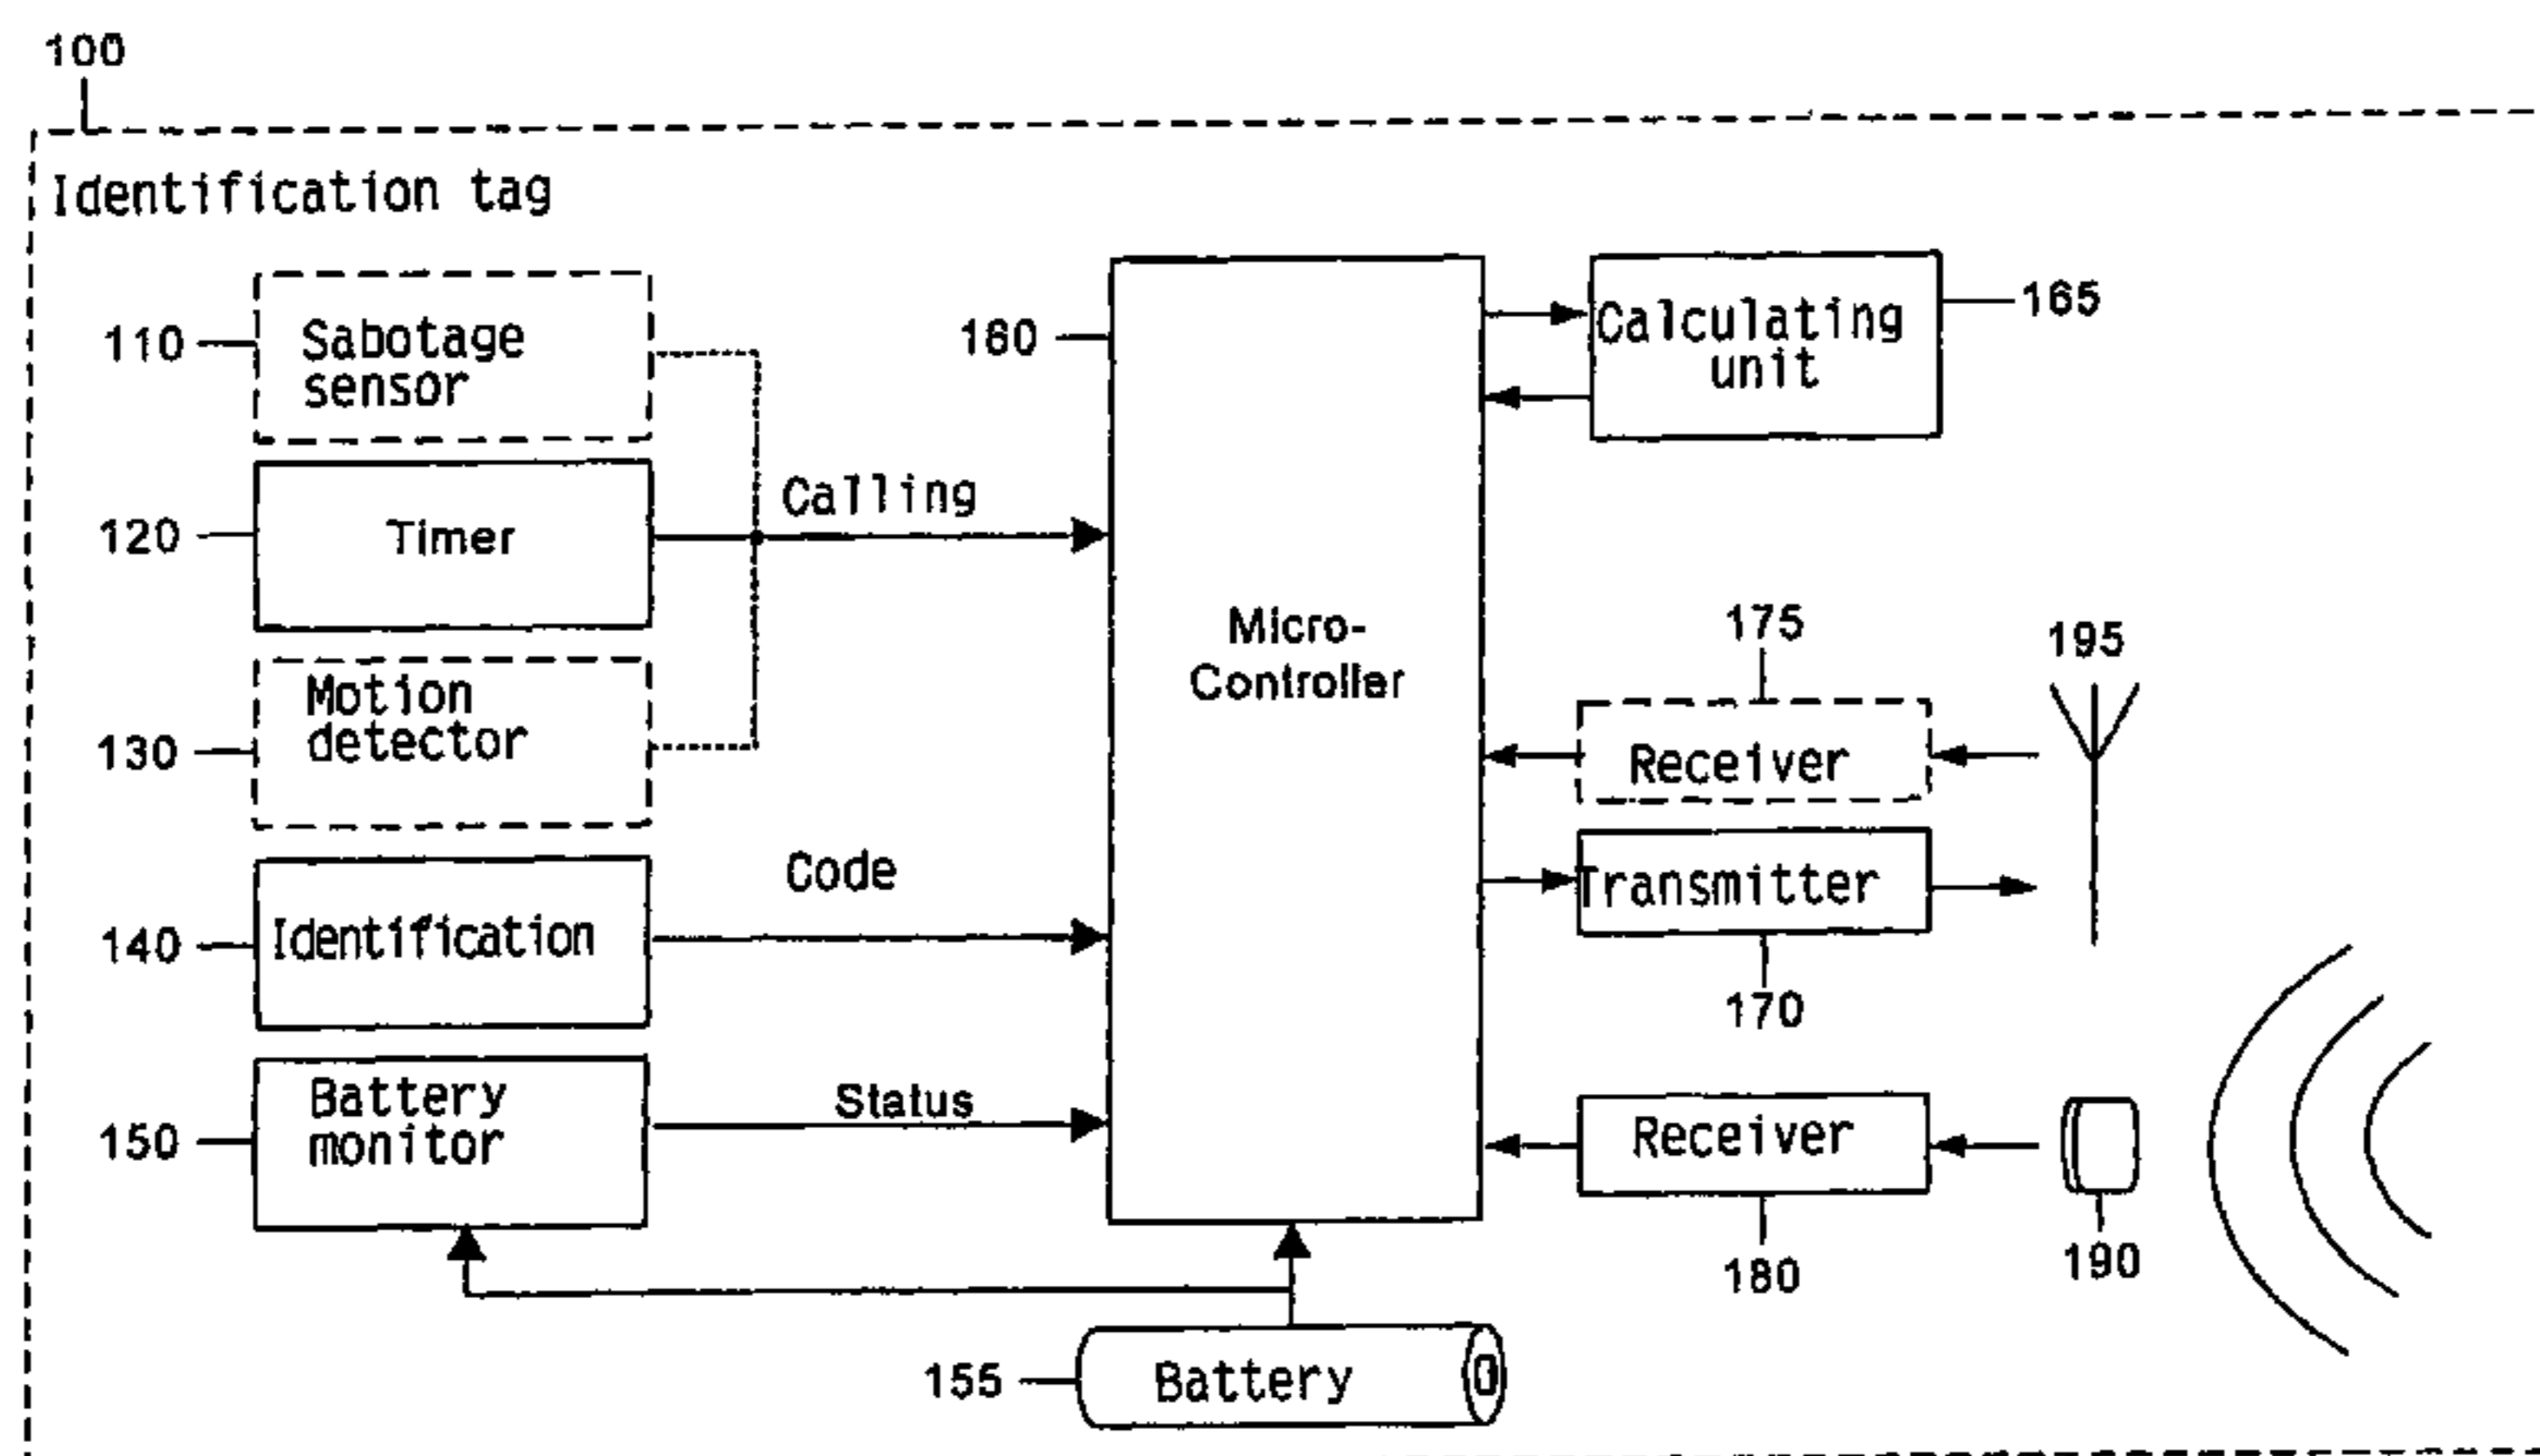 100
Identification tag
110
Sabotage
sensor
120
Timer
Calling
130
Motion
detector
140
Identification
Code
150
Battery
monitor
Status
160
Micro-
Controller
Calculating
unit
165
175
Receiver
195
Transmitter
170
Receiver
180
190
155
Battery